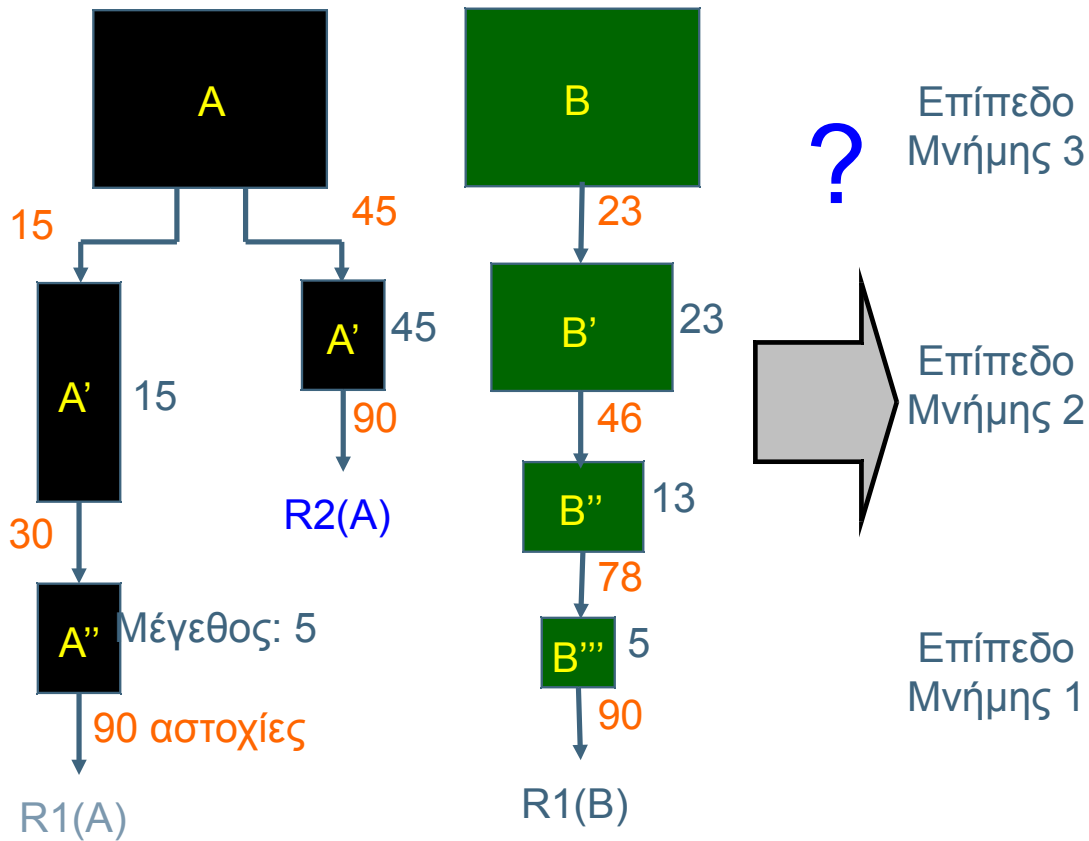 A
B
?
Επίπεδο
Μνήμης 3
15
45
23
A’
15
A’
45
B’
23
Επίπεδο
Μνήμης 2
90
46
R2(A)
B’’
13
30
78
A’’
Μέγεθος: 5
B’’’
5
Επίπεδο
Μνήμης 1
90 αστοχίες
90
R1(A)
R1(B)